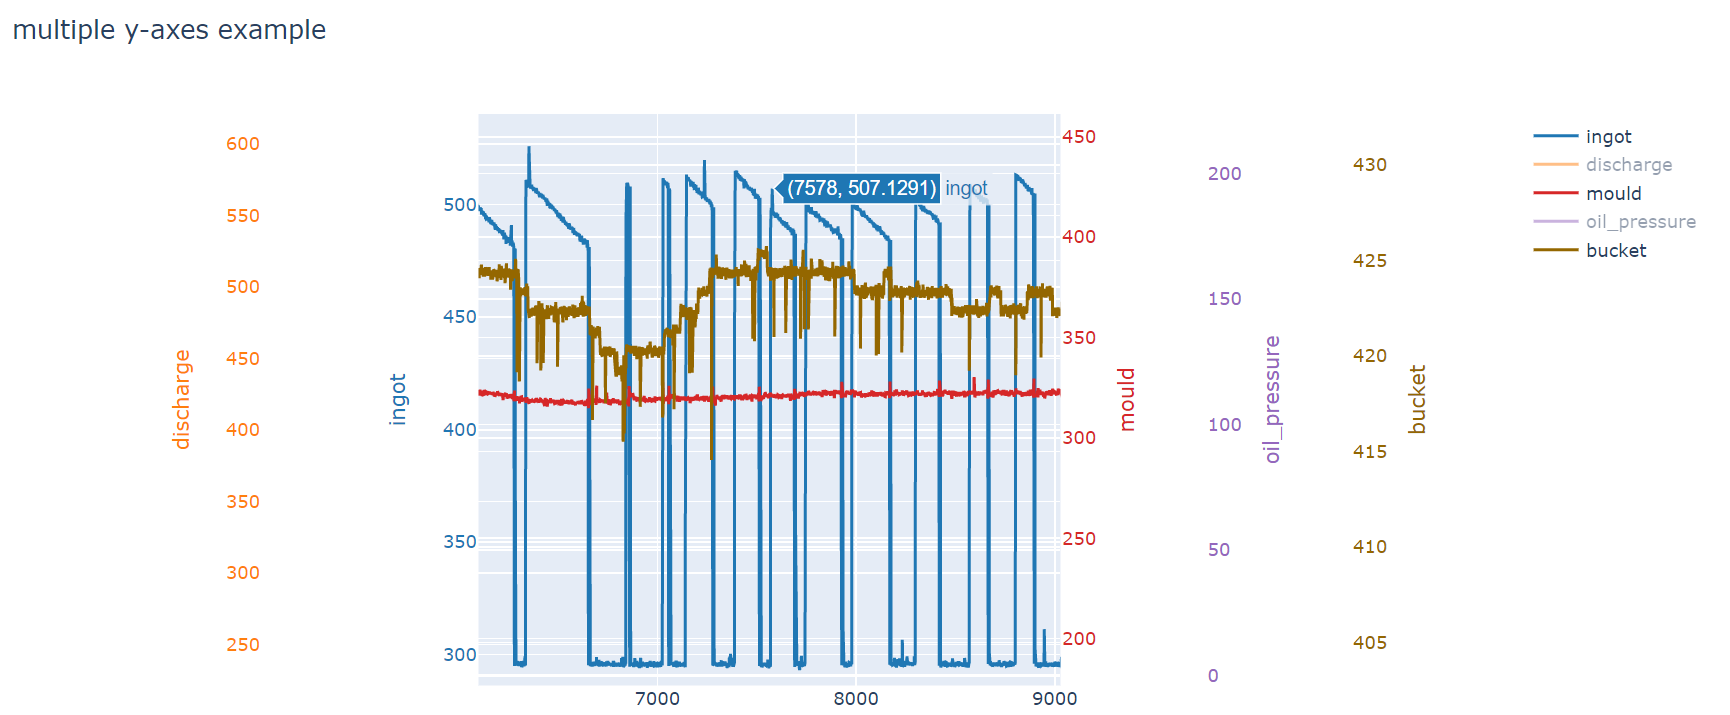 multiple y-axes example
600
550
500
450
400
350
300
250
discharge
500
450
400
350
300
ingot
(7578, 507.1291) ingot
7000
8000
9000
450
400
350
300
250
200
mould
200
150
100
50
0
oil_pressure
430
425
420
415
410
405
bucket
ingot
discharge
mould
oil_pressure
bucket